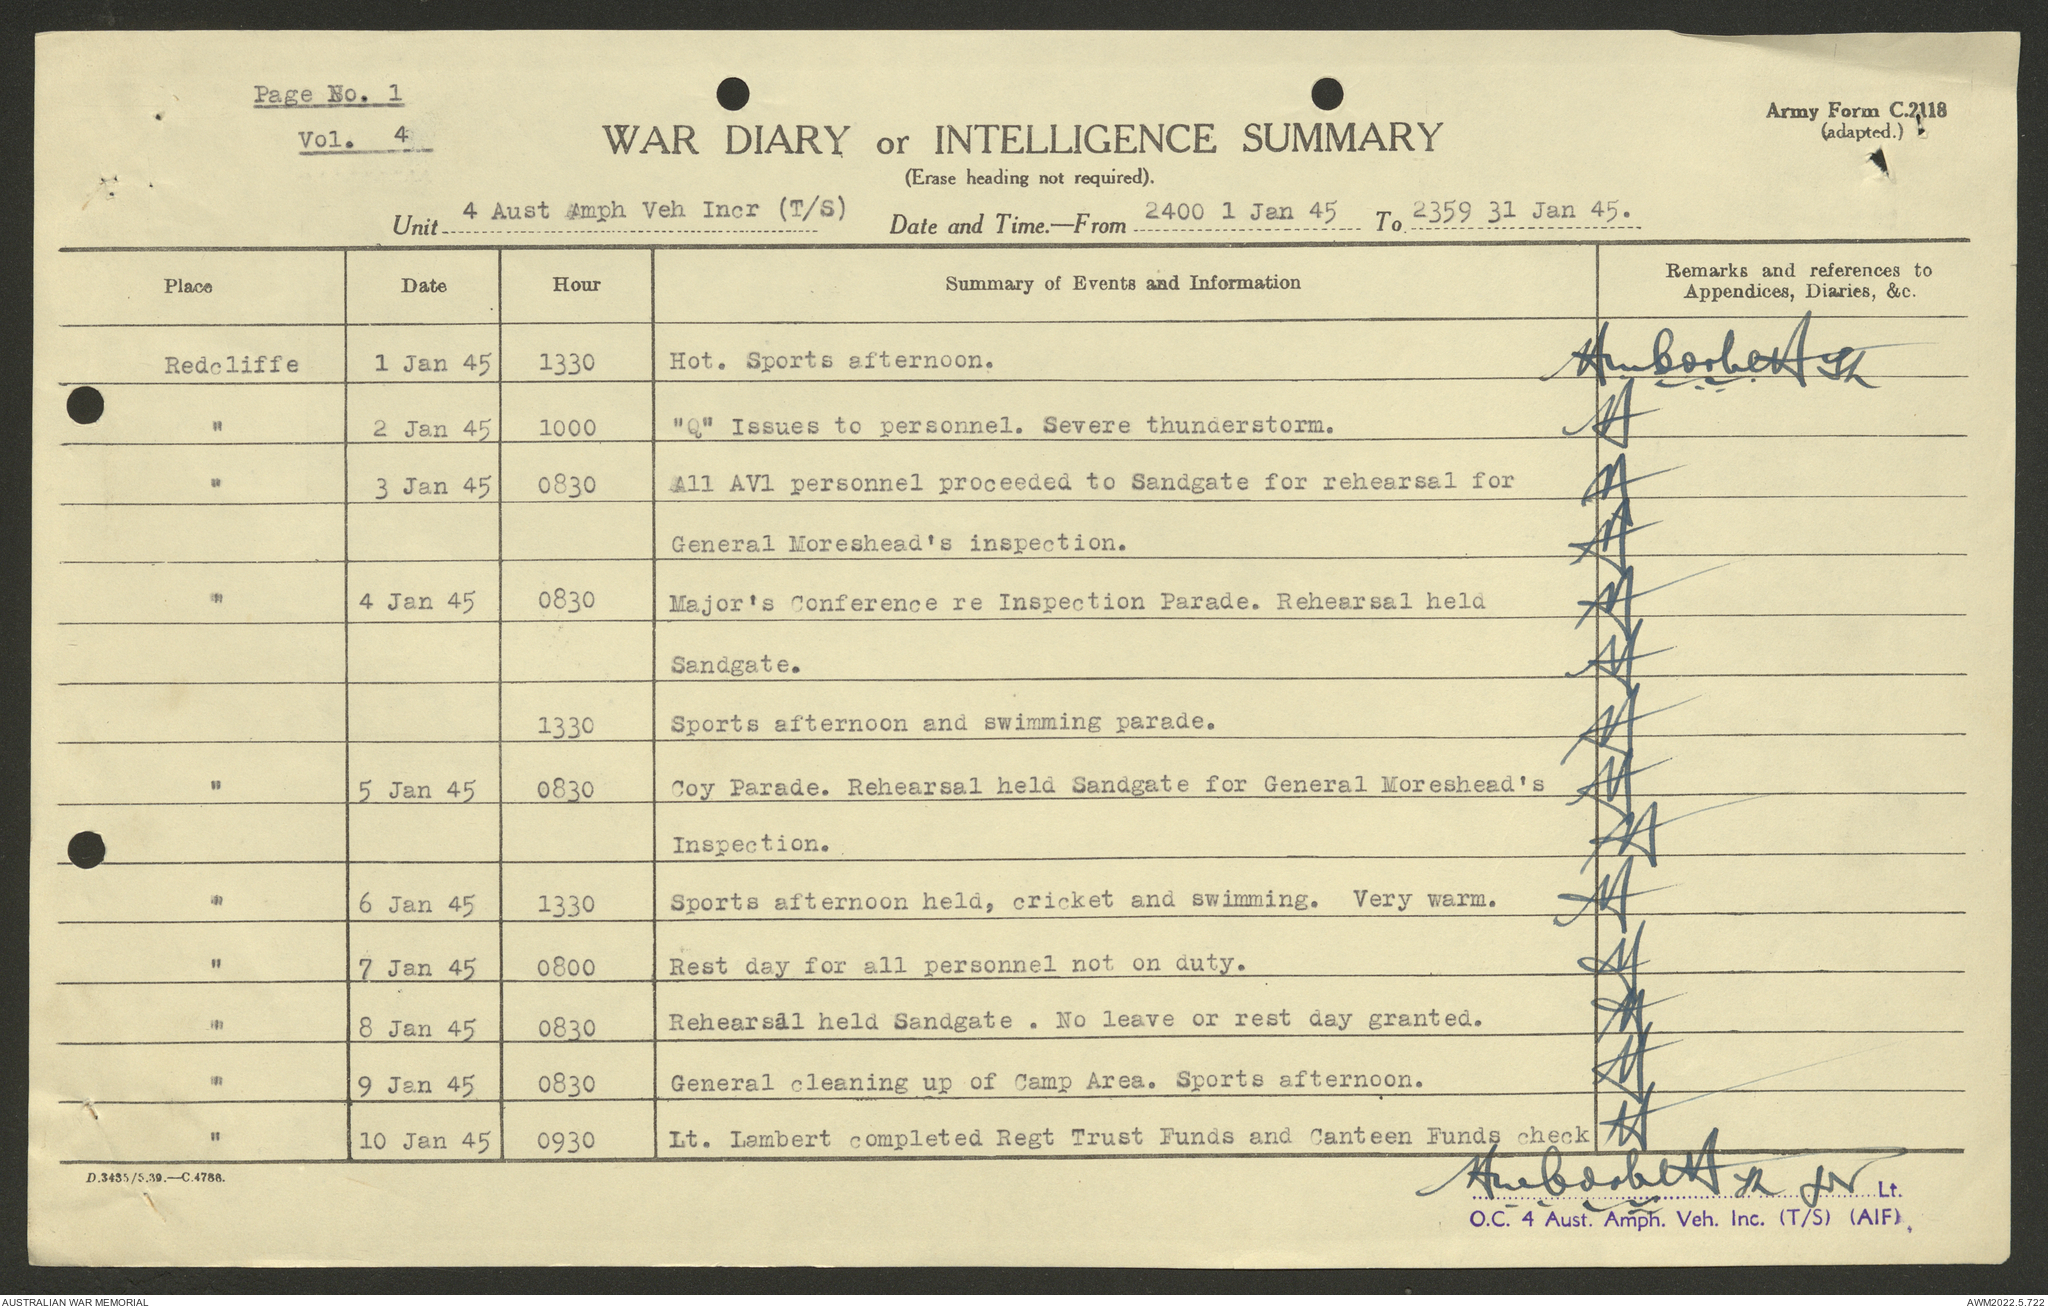 Page No. 1
Vol. 4
Army Form C.2118
(adapted.)
WAR DIARY or INTELLIGENCE SUMMARY
(Erase heading not required).
Unit 4 Aust Amph Veh Incr (T/S) Date and Time.—From 2400 1 Jan 45 To 2359 31 Jan 45.
Place Date Hour Summary of Events and Information Remarks and references to Appendices, Diaries, &c.
Redcliffe 1 Jan 45 1330 Hot. Sports afternoon.
" 2 Jan 45 1000 "Q" Issues to personnel. Severe thunderstorm.
" 3 Jan 45 0830 All AV1 personnel proceeded to Sandgate for rehearsal for
General Moreshead's inspection.
" 4 Jan 45 0830 Major's Conference re Inspection Parade. Rehearsal held
Sandgate.
1330 Sports afternoon and swimming parade.
" 5 Jan 45 0830 Coy Parade. Rehearsal held Sandgate for General Moreshead's
Inspection.
" 6 Jan 45 1330 Sports afternoon held, cricket and swimming. Very warm.
" 7 Jan 45 0800 Rest day for all personnel not on duty.
" 8 Jan 45 0830 Rehearsal held Sandgate . No leave or rest day granted.
" 9 Jan 45 0830 General cleaning up of Camp Area. Sports afternoon.
" 10 Jan 45 0930 Lt. Lambert completed Regt Trust Funds and Canteen Funds check
D.3435/5.39.—C.4788.
Lt.
O.C. 4 Aust. Amph. Veh. Inc. (T/S) (AIF)
AUSTRALIAN WAR MEMORIAL
AWM2022.5.722